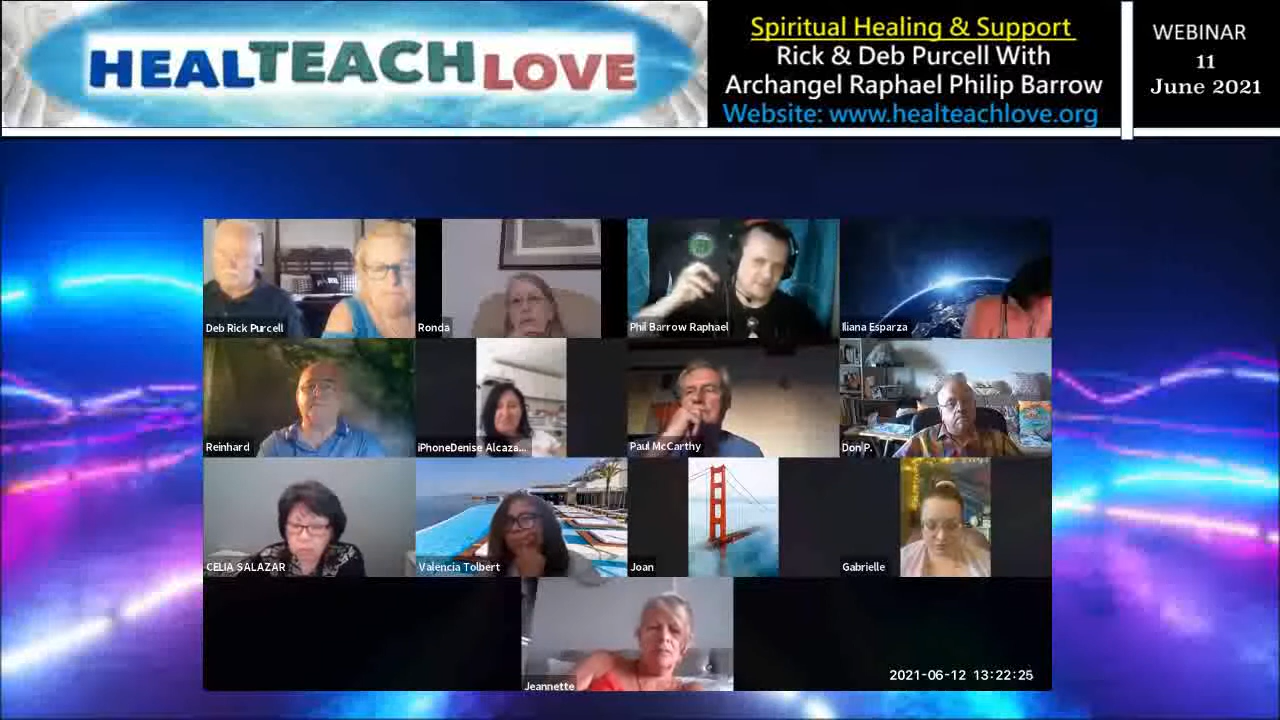 HEALTEACHLOVE
Spiritual Healing & Support
Rick & Deb Purcell With
Archangel Raphael Philip Barrow
Website: www.healteachlove.org
WEBINAR
11
June 2021
Deb Rick Purcell
Ronda
Phil Barrow Raphael
Iliana Esparza
Reinhard
iPhoneDenise Alcaza...
Paul McCarthy
Don P.
CELIA SALAZAR
Valencia Tolbert
Joan
Gabrielle
Jeannette
2021-06-12 13:22:25